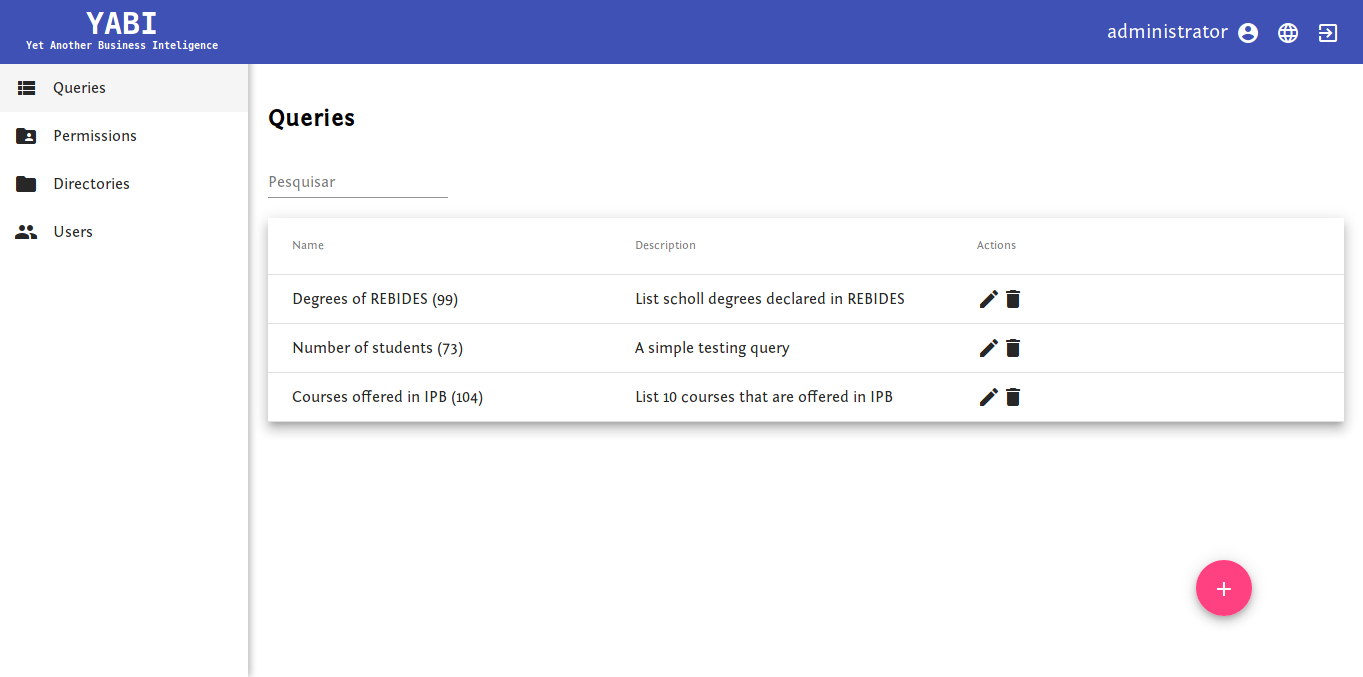 YABI
Yet Another Business Inteligence
administrator
Queries
Permissions
Directories
Users
Queries
Pesquisar
Name Description Actions
Degrees of REBIDES (99) List scholl degrees declared in REBIDES
Number of students (73) A simple testing query
Courses offered in IPB (104) List 10 courses that are offered in IPB